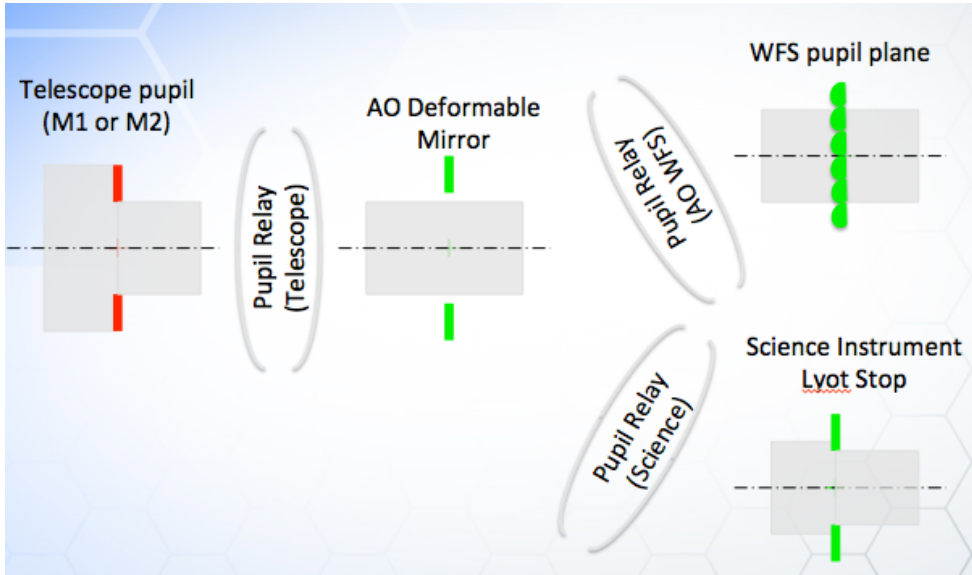 Telescope pupil
(M1 or M2)
Pupil Relay
(Telescope)
AO Deformable
Mirror
Pupil Relay
(AO WFS)
WFS pupil plane
Pupil Relay
(Science)
Science Instrument
Lyot Stop